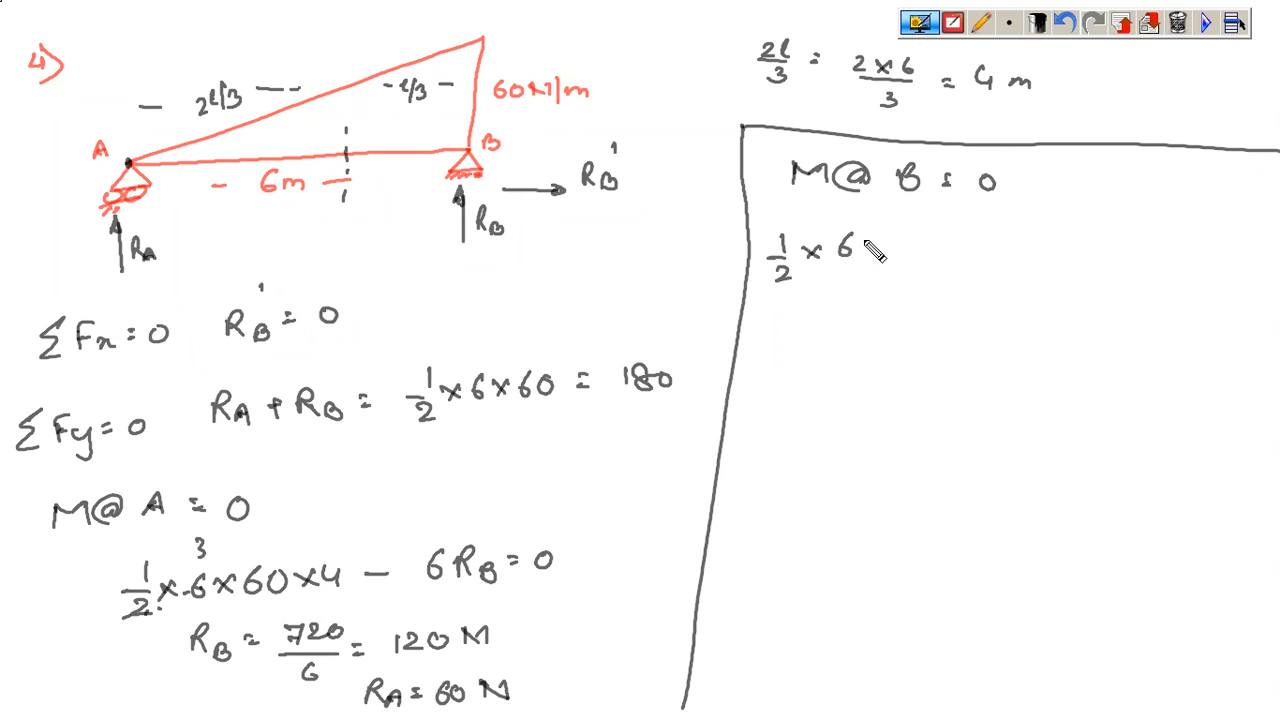 4)
2l/3
l/3
60 N/m
A
B
6m
R_A
R_B
R_B'
ΣFx = 0 R_B' = 0
ΣFy = 0 R_A + R_B = 1/2 × 6 × 60 = 180
M@ A = 0
3
1/2 × 6 × 60 × 4 - 6R_B = 0
R_B = 720/6 = 120 N
R_A = 60 N
2l/3 = 2 × 6/3 = 4 m
M@ B = 0
1/2 × 6